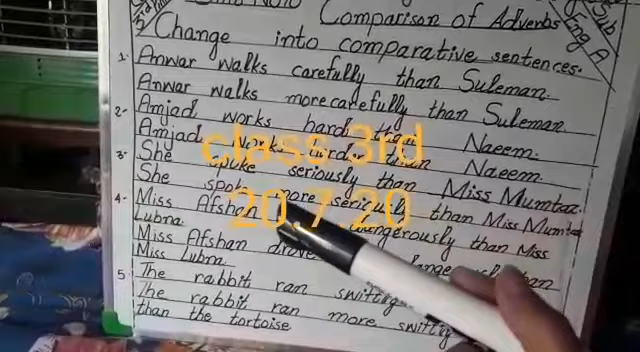 Comparison of Adverbs
Sub
Eng A
Change into comparative sentences.
1. Anwar walks carefully than Suleman.
Anwar walks more carefully than Suleman.
2- Amjad works hard than Naeem.
Amjad works than Naeem.
3- She spoke seriously than Miss Mumtaz.
She spoke more seriously than Miss Mumtaz
4- Miss Afshan dangerously than Miss
Lubna.
Miss Afshan drove than
Miss Lubna.
5. The rabbit ran
The rabbit ran more
than the tortoise
class 3rd
20.7.20